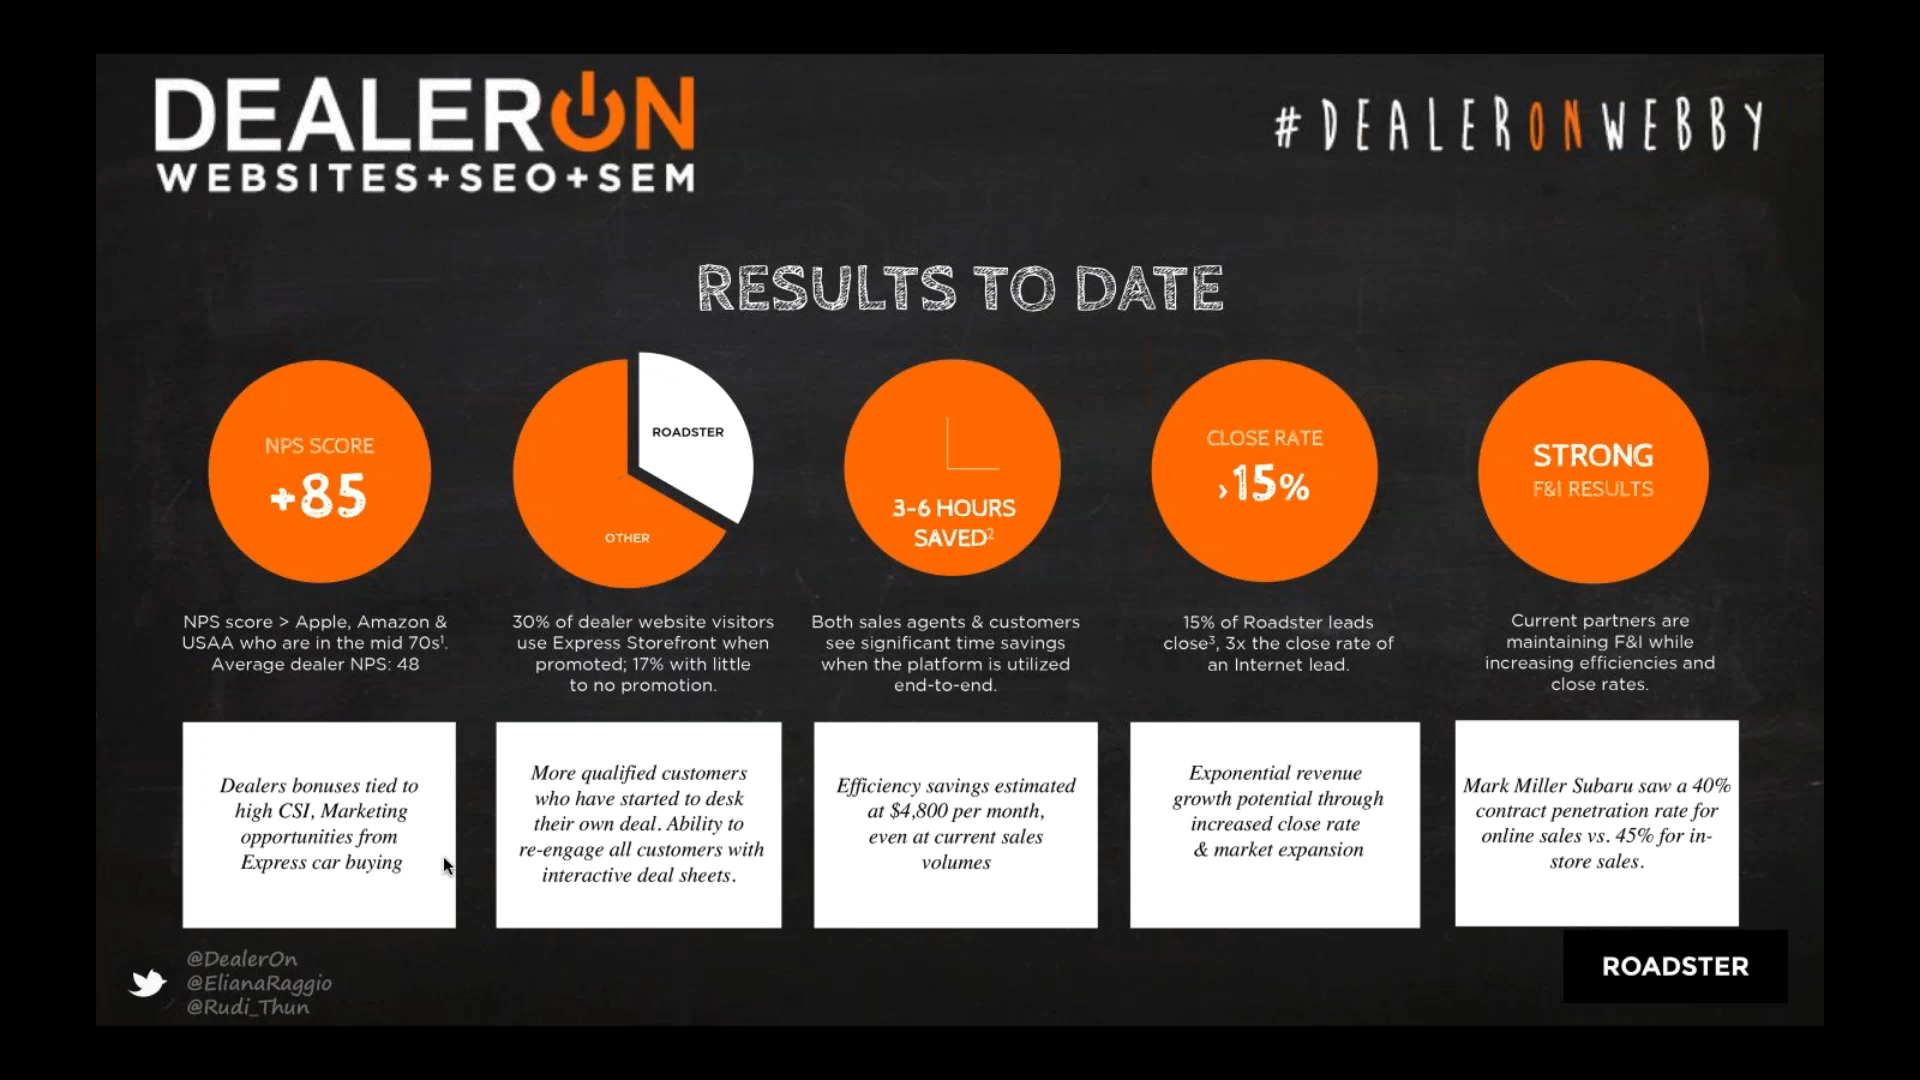 DEALERON
WEBSITES+SEO+SEM
#DEALERONWEBBY
RESULTS TO DATE
NPS SCORE
+85
NPS score > Apple, Amazon &
USAA who are in the mid 70s¹.
Average dealer NPS: 48
Dealers bonuses tied to
high CSI, Marketing
opportunities from
Express car buying
ROADSTER
OTHER
30% of dealer website visitors
use Express Storefront when
promoted; 17% with little
to no promotion.
More qualified customers
who have started to desk
their own deal. Ability to
re-engage all customers with
interactive deal sheets.
3-6 HOURS
SAVED²
Both sales agents & customers
see significant time savings
when the platform is utilized
end-to-end.
Efficiency savings estimated
at $4,800 per month,
even at current sales
volumes
CLOSE RATE
>15%
15% of Roadster leads
close³, 3x the close rate of
an Internet lead.
Exponential revenue
growth potential through
increased close rate
& market expansion
STRONG
F&I RESULTS
Current partners are
maintaining F&I while
increasing efficiencies and
close rates.
Mark Miller Subaru saw a 40%
contract penetration rate for
online sales vs. 45% for in-
store sales.
@DealerOn
@ElianaRaggio
@Rudi_Thun
ROADSTER